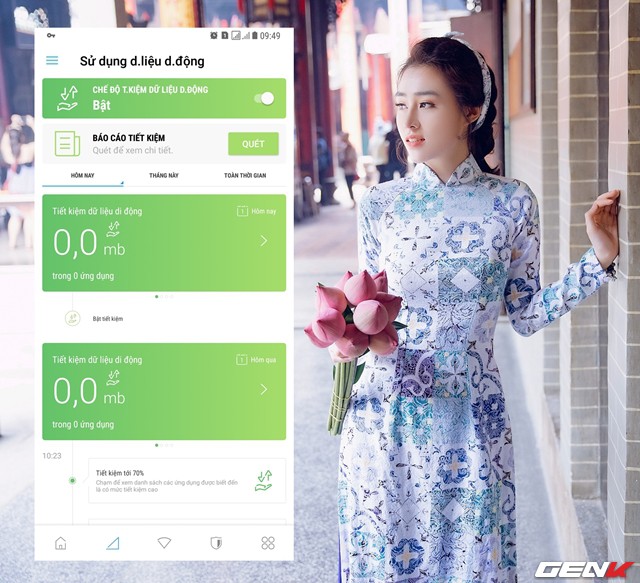 09:49
Sử dụng d.liệu d.động
CHẾ ĐỘ T.KIỆM DỮ LIỆU D.ĐỘNG
Bật
BÁO CÁO TIẾT KIỆM
Quét để xem chi tiết.
QUÉT
HÔM NAY THÁNG NÀY TOÀN THỜI GIAN
Tiết kiệm dữ liệu di động
1 Hôm nay
0,0 mb
trong 0 ứng dụng
Bật tiết kiệm
Tiết kiệm dữ liệu di động
1 Hôm qua
0,0 mb
trong 0 ứng dụng
10:23
Tiết kiệm tới 70%
Chạm để xem danh sách các ứng dụng được biết đến
là có mức tiết kiệm cao
GENK